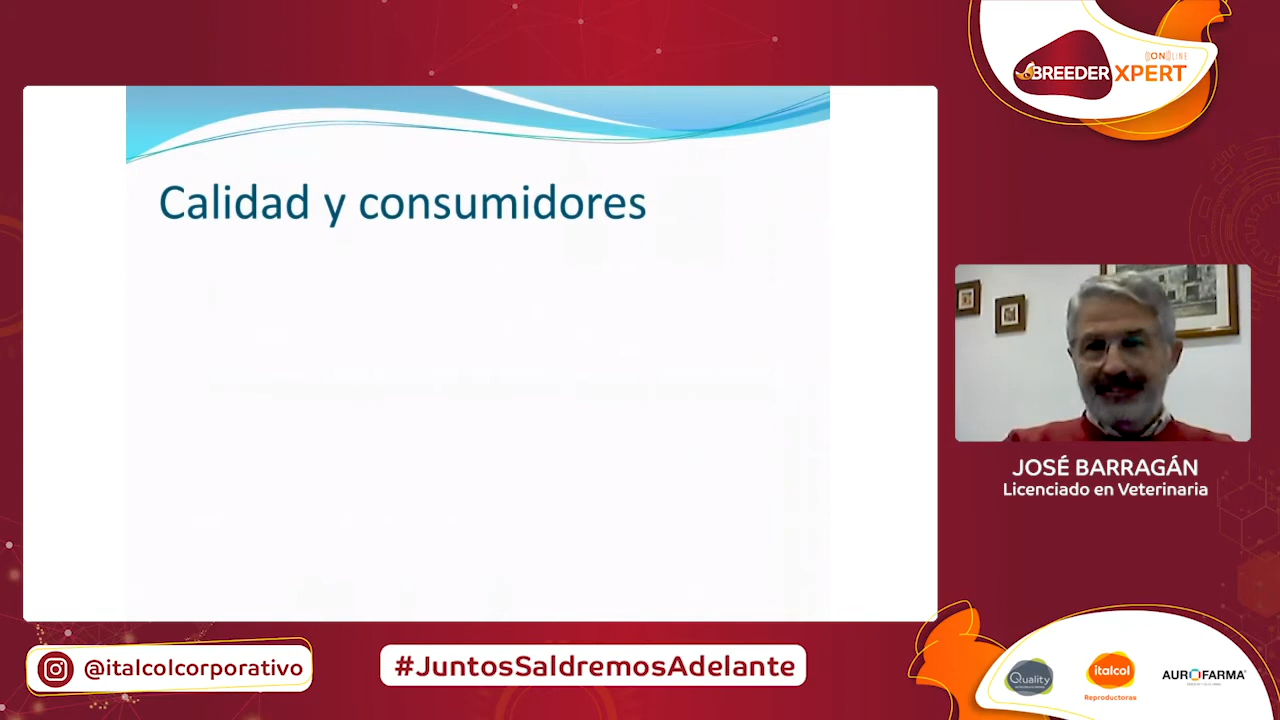 ONLINE
BREEDER XPERT
Calidad y consumidores
JOSÉ BARRAGÁN
Licenciado en Veterinaria
@italcolcorporativo
#JuntosSaldremosAdelante
Quality
italcol
Reproductoras
AUROFARMA